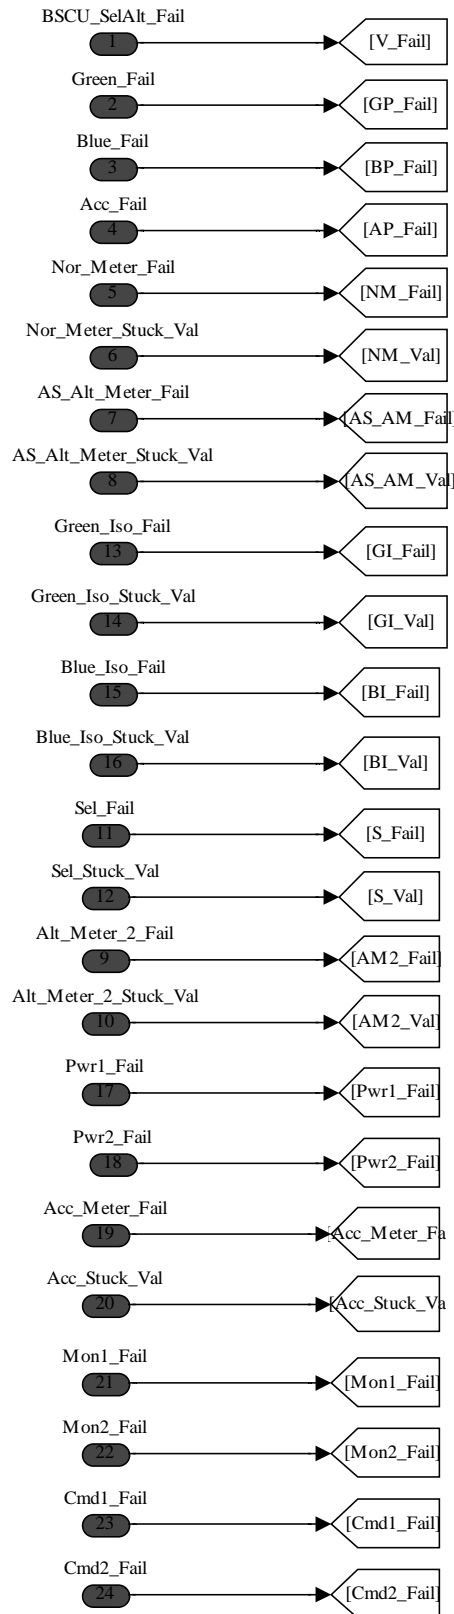 BSCU_SelAlt_Fail
1
[V_Fail]
Green_Fail
2
[GP_Fail]
Blue_Fail
3
[BP_Fail]
Acc_Fail
4
[AP_Fail]
Nor_Meter_Fail
5
[NM_Fail]
Nor_Meter_Stuck_Val
6
[NM_Val]
AS_Alt_Meter_Fail
7
[AS_AM_Fail]
AS_Alt_Meter_Stuck_Val
8
[AS_AM_Val]
Green_Iso_Fail
13
[GI_Fail]
Green_Iso_Stuck_Val
14
[GI_Val]
Blue_Iso_Fail
15
[BI_Fail]
Blue_Iso_Stuck_Val
16
[BI_Val]
Sel_Fail
11
[S_Fail]
Sel_Stuck_Val
12
[S_Val]
Alt_Meter_2_Fail
9
[AM2_Fail]
Alt_Meter_2_Stuck_Val
10
[AM2_Val]
Pwr1_Fail
17
[Pwr1_Fail]
Pwr2_Fail
18
[Pwr2_Fail]
Acc_Meter_Fail
19
[Acc_Meter_Fa
Acc_Stuck_Val
20
[Acc_Stuck_Va
Mon1_Fail
21
[Mon1_Fail]
Mon2_Fail
22
[Mon2_Fail]
Cmd1_Fail
23
[Cmd1_Fail]
Cmd2_Fail
24
[Cmd2_Fail]